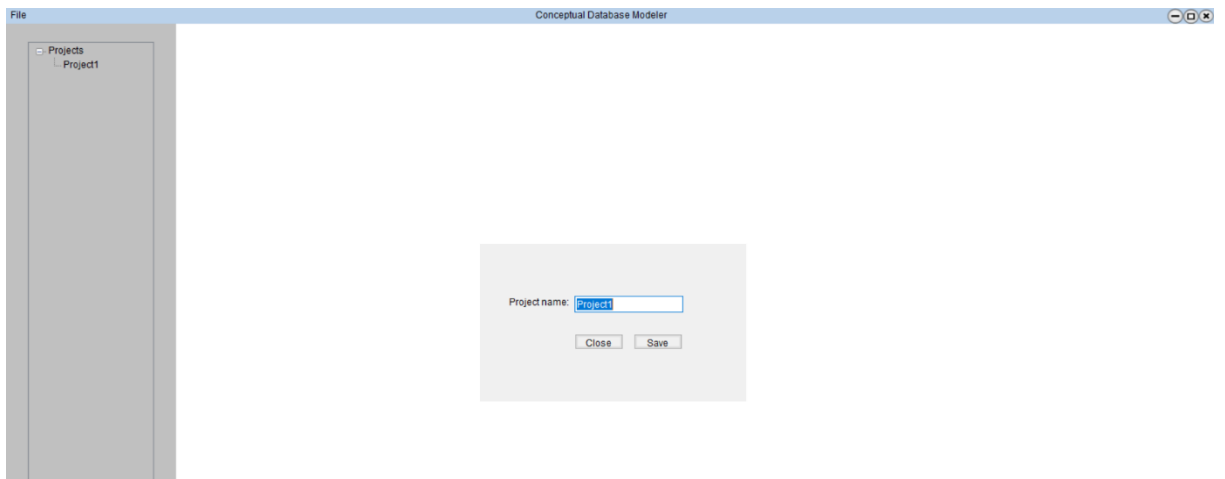 File Conceptual Database Modeler
Projects
Project1
Project name: Project1
Close Save